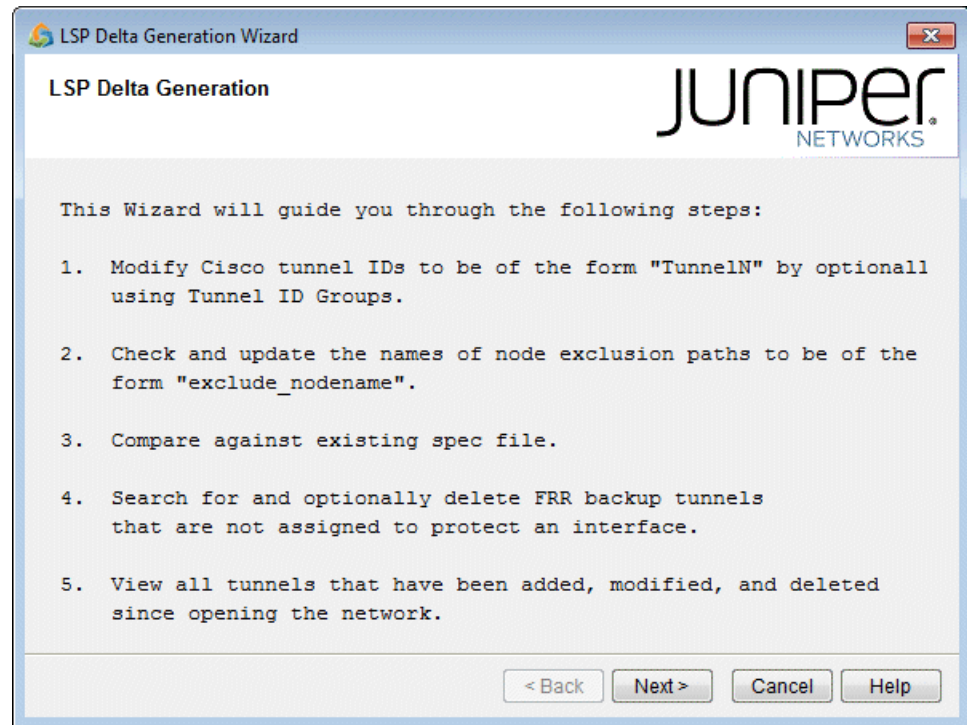 LSP Delta Generation Wizard
LSP Delta Generation
JUNIPER
NETWORKS
This Wizard will guide you through the following steps:
1. Modify Cisco tunnel IDs to be of the form "TunnelN" by optionall
using Tunnel ID Groups.
2. Check and update the names of node exclusion paths to be of the
form "exclude_nodename".
3. Compare against existing spec file.
4. Search for and optionally delete FRR backup tunnels
that are not assigned to protect an interface.
5. View all tunnels that have been added, modified, and deleted
since opening the network.
< Back Next > Cancel Help